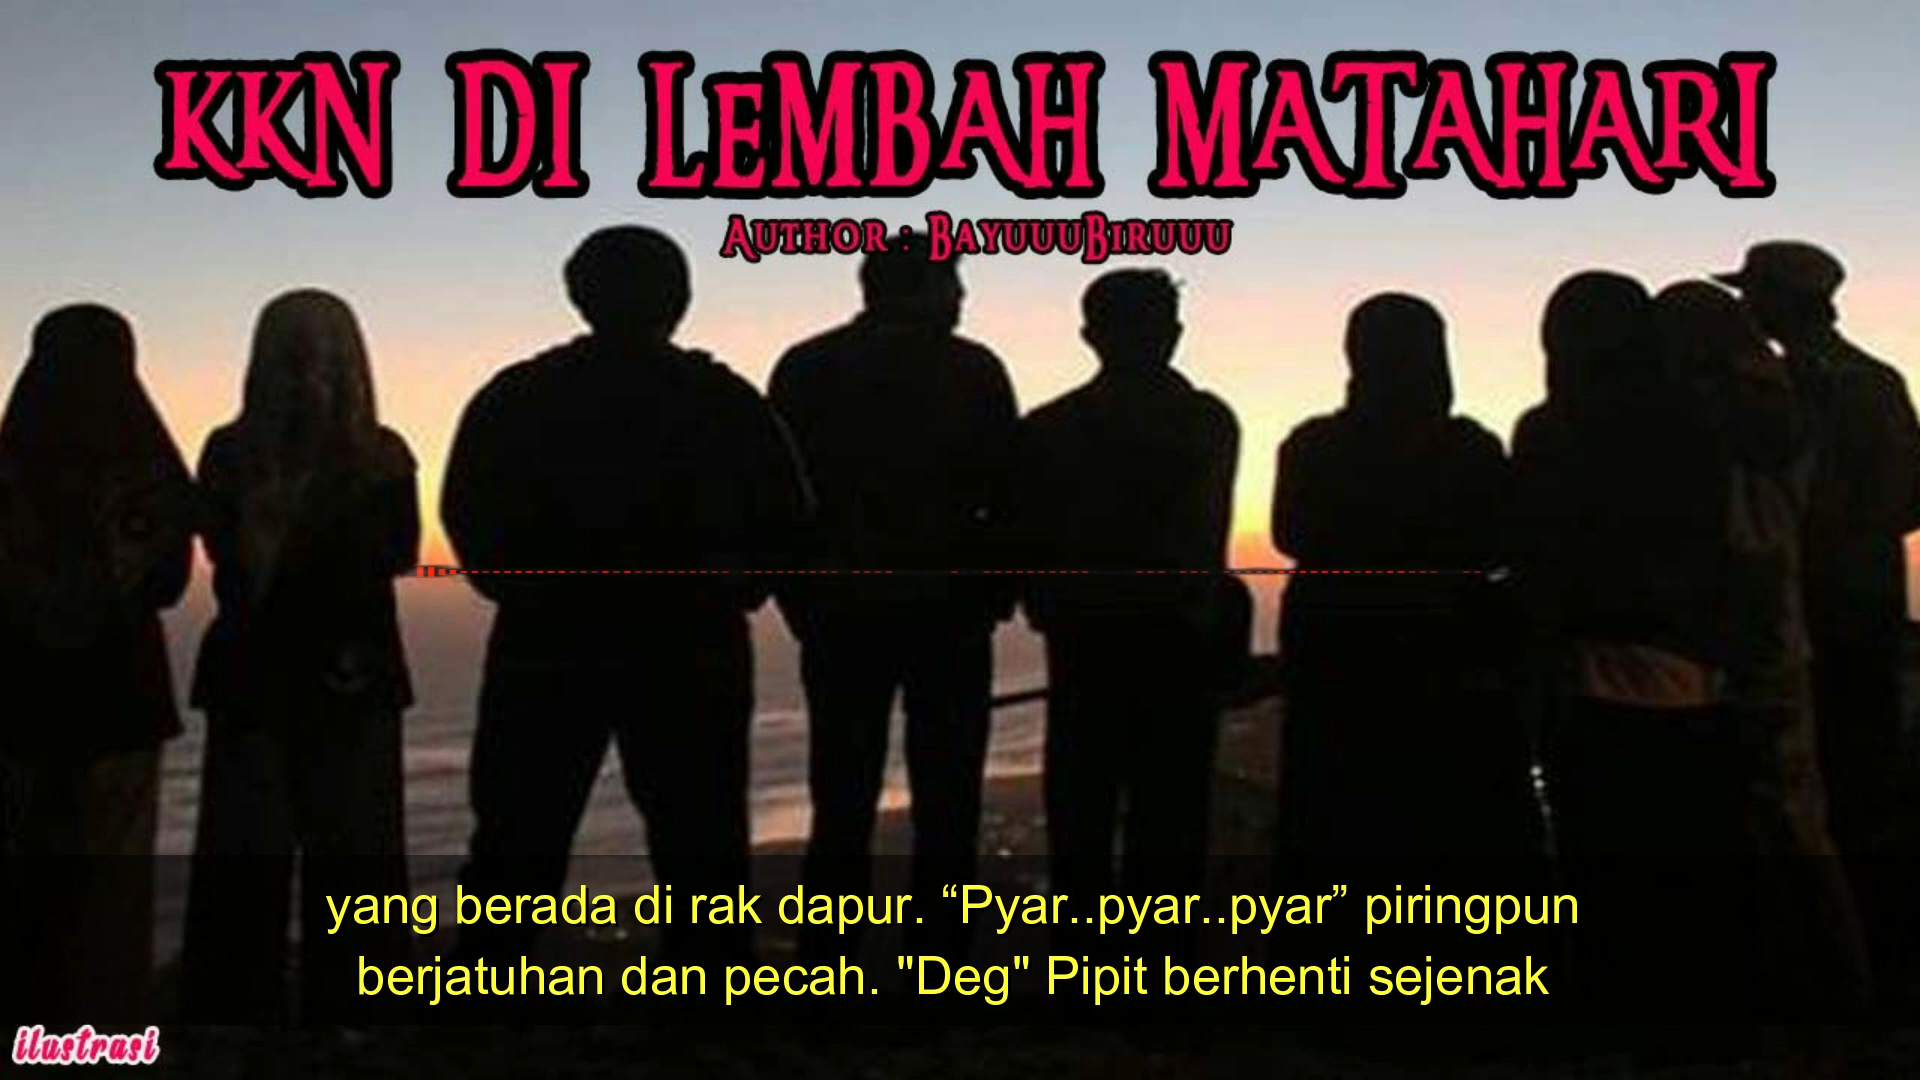 KKN DI LeMBAH MATAHARI
AUTHOR : BAYUUUBIRUUU
yang berada di rak dapur. “Pyar..pyar..pyar” piringpun
berjatuhan dan pecah. "Deg" Pipit berhenti sejenak
ilustrasi